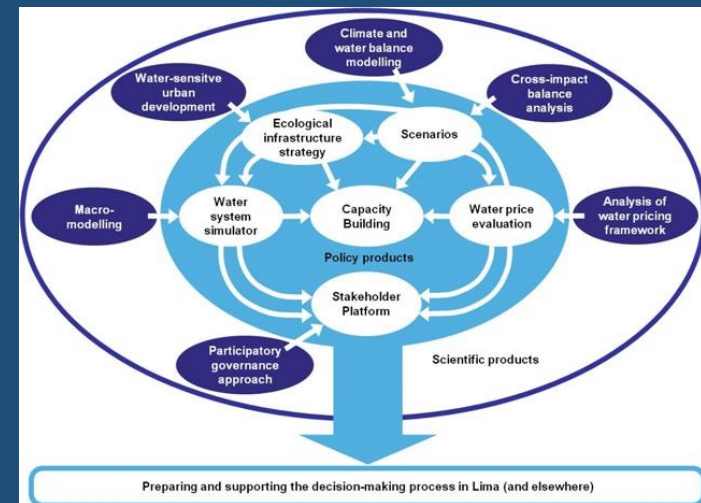 Climate and
water balance
modelling
Water-sensitve
urban
development
Cross-impact
balance
analysis
Ecological
infrastructure
strategy
Scenarios
Macro-
modelling
Water
system
simulator
Capacity
Building
Water price
evaluation
Analysis of
water pricing
framework
Policy products
Stakeholder
Platform
Participatory
governance
approach
Scientific products
Preparing and supporting the decision-making process in Lima (and elsewhere)